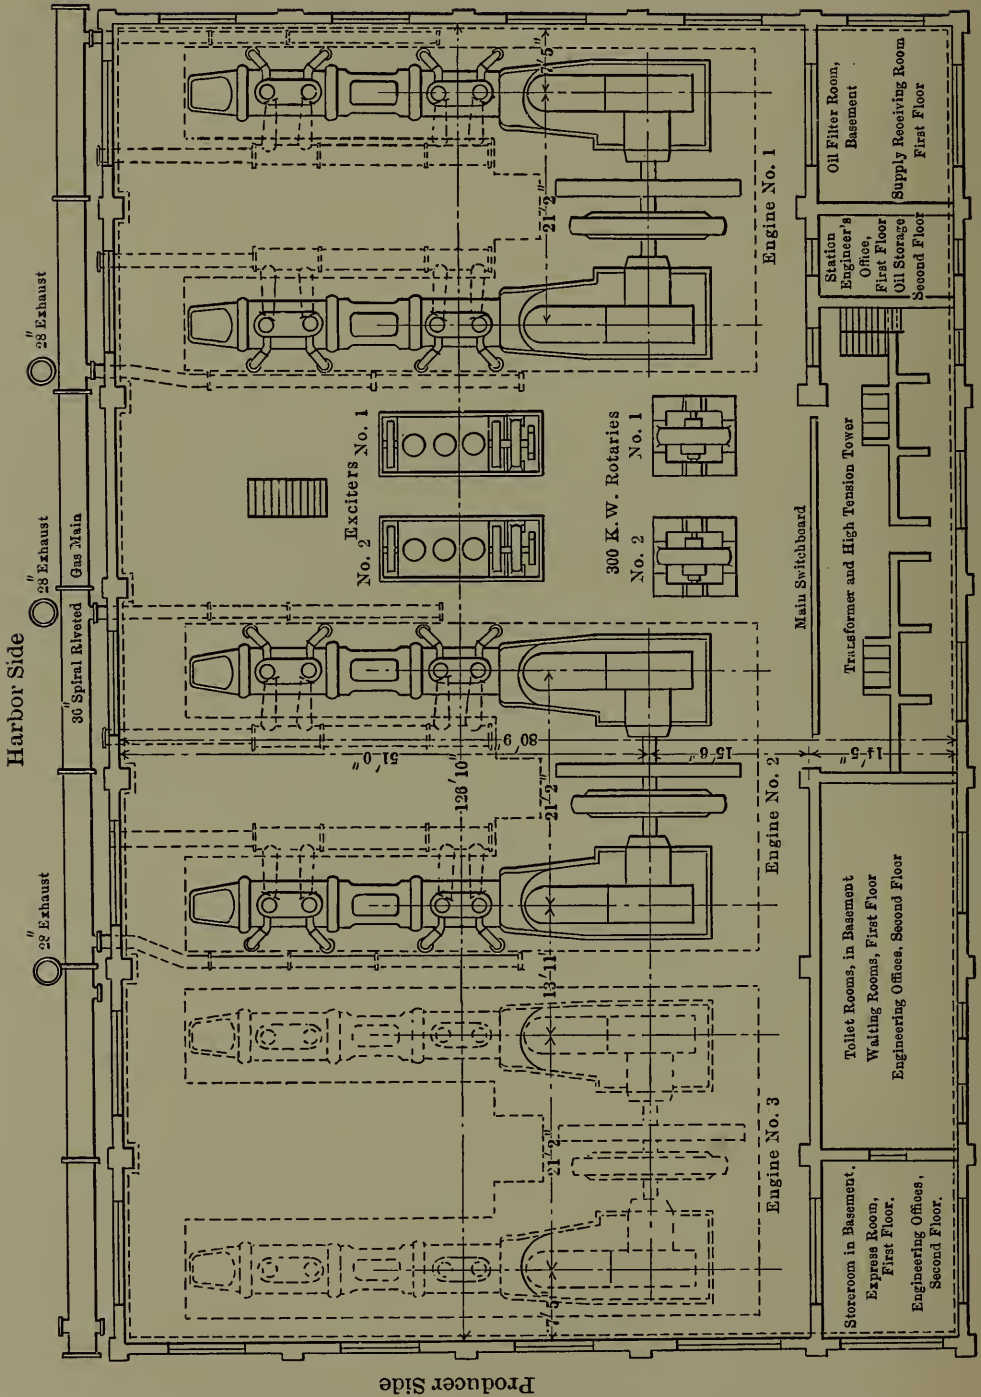 Harbor Side
28" Exhaust
28" Exhaust
28" Exhaust
36" Spiral Riveted Gas Main
Producer Side
7' 5"
21' 2"
Engine No. 1
Exciters
No. 2
No. 1
300 K. W. Rotaries
No. 2
No. 1
126' 10"
80' 9"
51' 0"
15' 8"
14' 5"
21' 2"
Engine No. 2
13' 11"
21' 2"
Engine No. 3
7' 5"
Main Switchboard
Transformer and High Tension Tower
Oil Filter Room,
Basement
Supply Receiving Room
First Floor
Station
Engineer's
Office,
First Floor
Oil Storage
Second Floor
Toilet Rooms, in Basement
Waiting Rooms, First Floor
Engineering Offices, Second Floor
Storeroom in Basement.
Express Room,
First Floor.
Engineering Offices,
Second Floor.